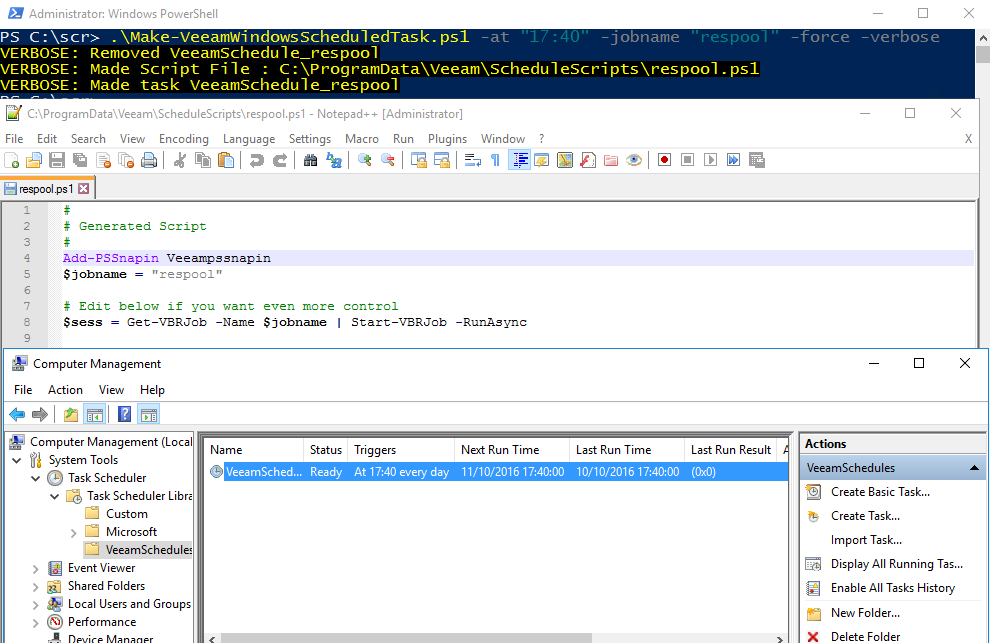 Administrator: Windows PowerShell
PS C:\scr> .\Make-VeeamWindowsScheduledTask.ps1 -at "17:40" -jobname "respool" -force -verbose
VERBOSE: Removed VeeamSchedule_respool
VERBOSE: Made Script File : C:\ProgramData\Veeam\ScheduleScripts\respool.ps1
VERBOSE: Made task VeeamSchedule_respool
C:\ProgramData\Veeam\ScheduleScripts\respool.ps1 - Notepad++ [Administrator]
File Edit Search View Encoding Language Settings Macro Run Plugins Window ? X
respool.ps1
1 #
2 # Generated Script
3 #
4 Add-PSSnapin Veeampssnapin
5 $jobname = "respool"
6
7 # Edit below if you want even more control
8 $sess = Get-VBRJob -Name $jobname | Start-VBRJob -RunAsync
9
Computer Management
File Action View Help
Computer Management (Local
System Tools
Task Scheduler
Task Scheduler Libra
Custom
Microsoft
VeeamSchedules
Event Viewer
Shared Folders
Local Users and Groups
Performance
Device Manager
Name Status Triggers Next Run Time Last Run Time Last Run Result A
VeeamSched... Ready At 17:40 every day 11/10/2016 17:40:00 10/10/2016 17:40:00 (0x0)
Actions
VeeamSchedules
Create Basic Task...
Create Task...
Import Task...
Display All Running Tas...
Enable All Tasks History
New Folder...
Delete Folder